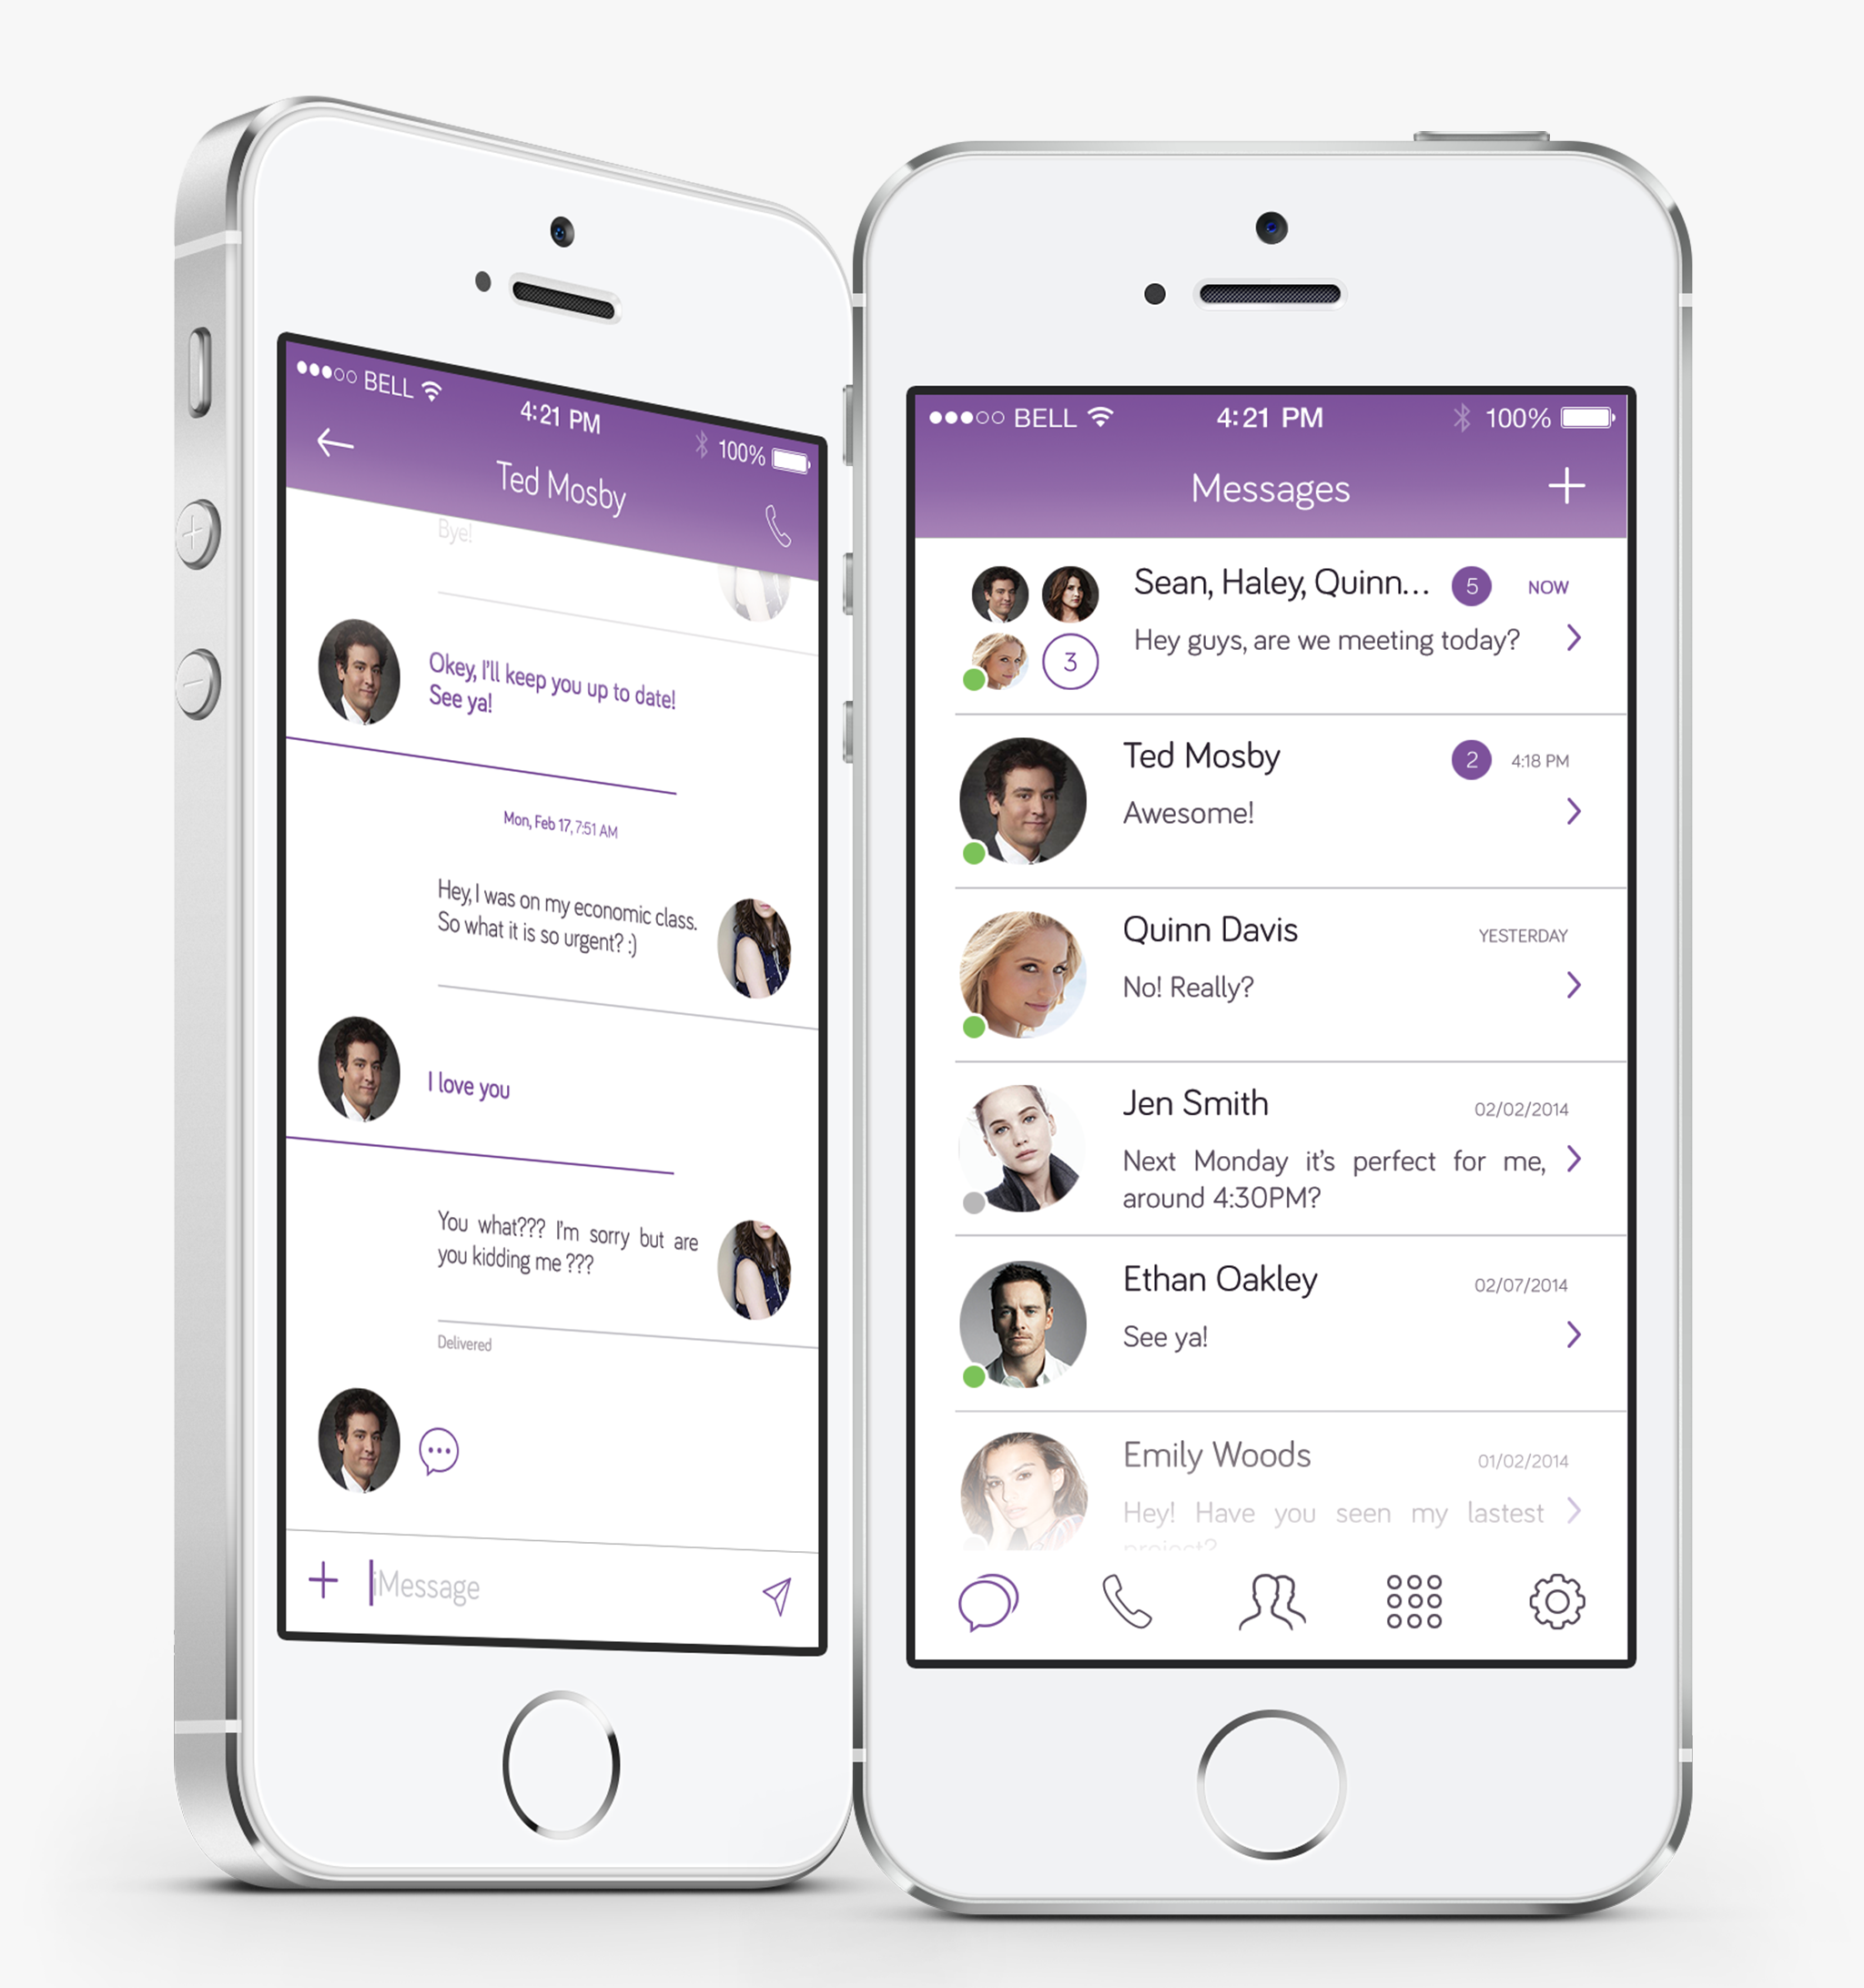 BELL
4:21 PM
100%
Ted Mosby
Bye!
Okey, I'll keep you up to date!
See ya!
Mon, Feb 17, 7:51 AM
Hey, I was on my economic class.
So what it is so urgent? :)
I love you
You what??? I'm sorry but are
you kidding me ???
Delivered
iMessage
BELL
4:21 PM
100%
Messages
Sean, Haley, Quinn...
5
NOW
Hey guys, are we meeting today?
3
Ted Mosby
2
4:18 PM
Awesome!
Quinn Davis
YESTERDAY
No! Really?
Jen Smith
02/02/2014
Next Monday it's perfect for me,
around 4:30PM?
Ethan Oakley
02/07/2014
See ya!
Emily Woods
01/02/2014
Hey! Have you seen my lastest
project?